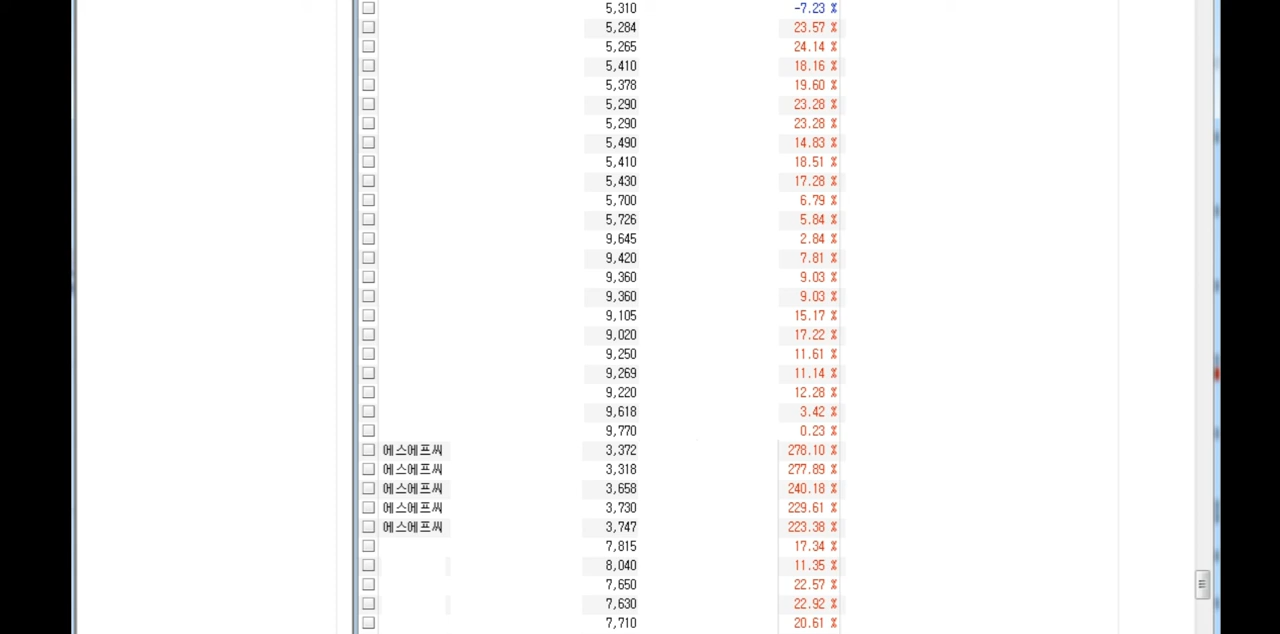 5,310 -7.23 %
5,284 23.57 %
5,265 24.14 %
5,410 18.16 %
5,378 19.60 %
5,290 23.28 %
5,290 23.28 %
5,490 14.83 %
5,410 18.51 %
5,430 17.28 %
5,700 6.79 %
5,726 5.84 %
9,645 2.84 %
9,420 7.81 %
9,360 9.03 %
9,360 9.03 %
9,105 15.17 %
9,020 17.22 %
9,250 11.61 %
9,269 11.14 %
9,220 12.28 %
9,618 3.42 %
9,770 0.23 %
에스에프씨 3,372 278.10 %
에스에프씨 3,318 277.89 %
에스에프씨 3,658 240.18 %
에스에프씨 3,730 229.61 %
에스에프씨 3,747 223.38 %
7,815 17.34 %
8,040 11.35 %
7,650 22.57 %
7,630 22.92 %
7,710 20.61 %